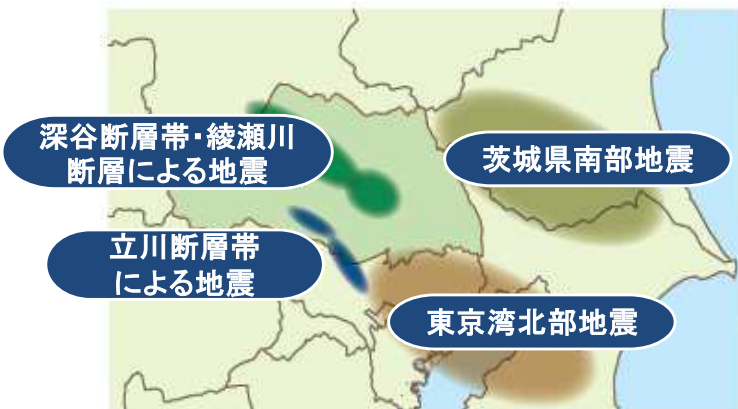 深谷断層帯・綾瀬川
断層による地震
茨城県南部地震
立川断層帯
による地震
東京湾北部地震